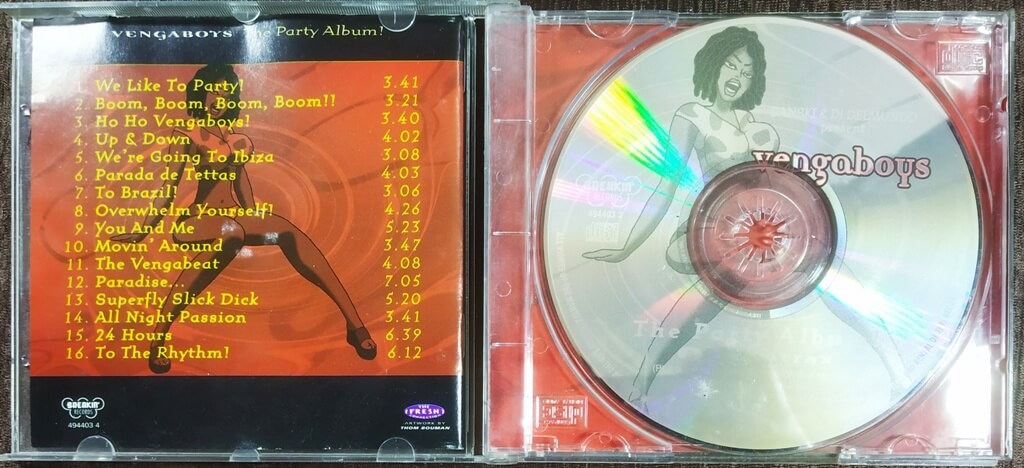 VENGABOYS The Party Album!
1. We Like To Party! 3.41
2. Boom, Boom, Boom, Boom!! 3.21
3. Ho Ho Vengaboys! 3.40
4. Up & Down 4.02
5. We're Going To Ibiza 3.08
6. Parada de Tettas 4.03
7. To Brazil! 3.06
8. Overwhelm Yourself! 4.26
9. You And Me 5.23
10. Movin' Around 3.47
11. The Vengabeat 4.08
12. Paradise... 7.05
13. Superfly Slick Dick 5.20
14. All Night Passion 3.41
15. 24 Hours 6.39
16. To The Rhythm! 6.12
BREAKIN'
RECORDS
494403 4
THE
FRESH
CONNECTION
ARTWORK BY
THOM BOUMAN
vengaboys
BREAKIN'
RECORDS
494403 2
The